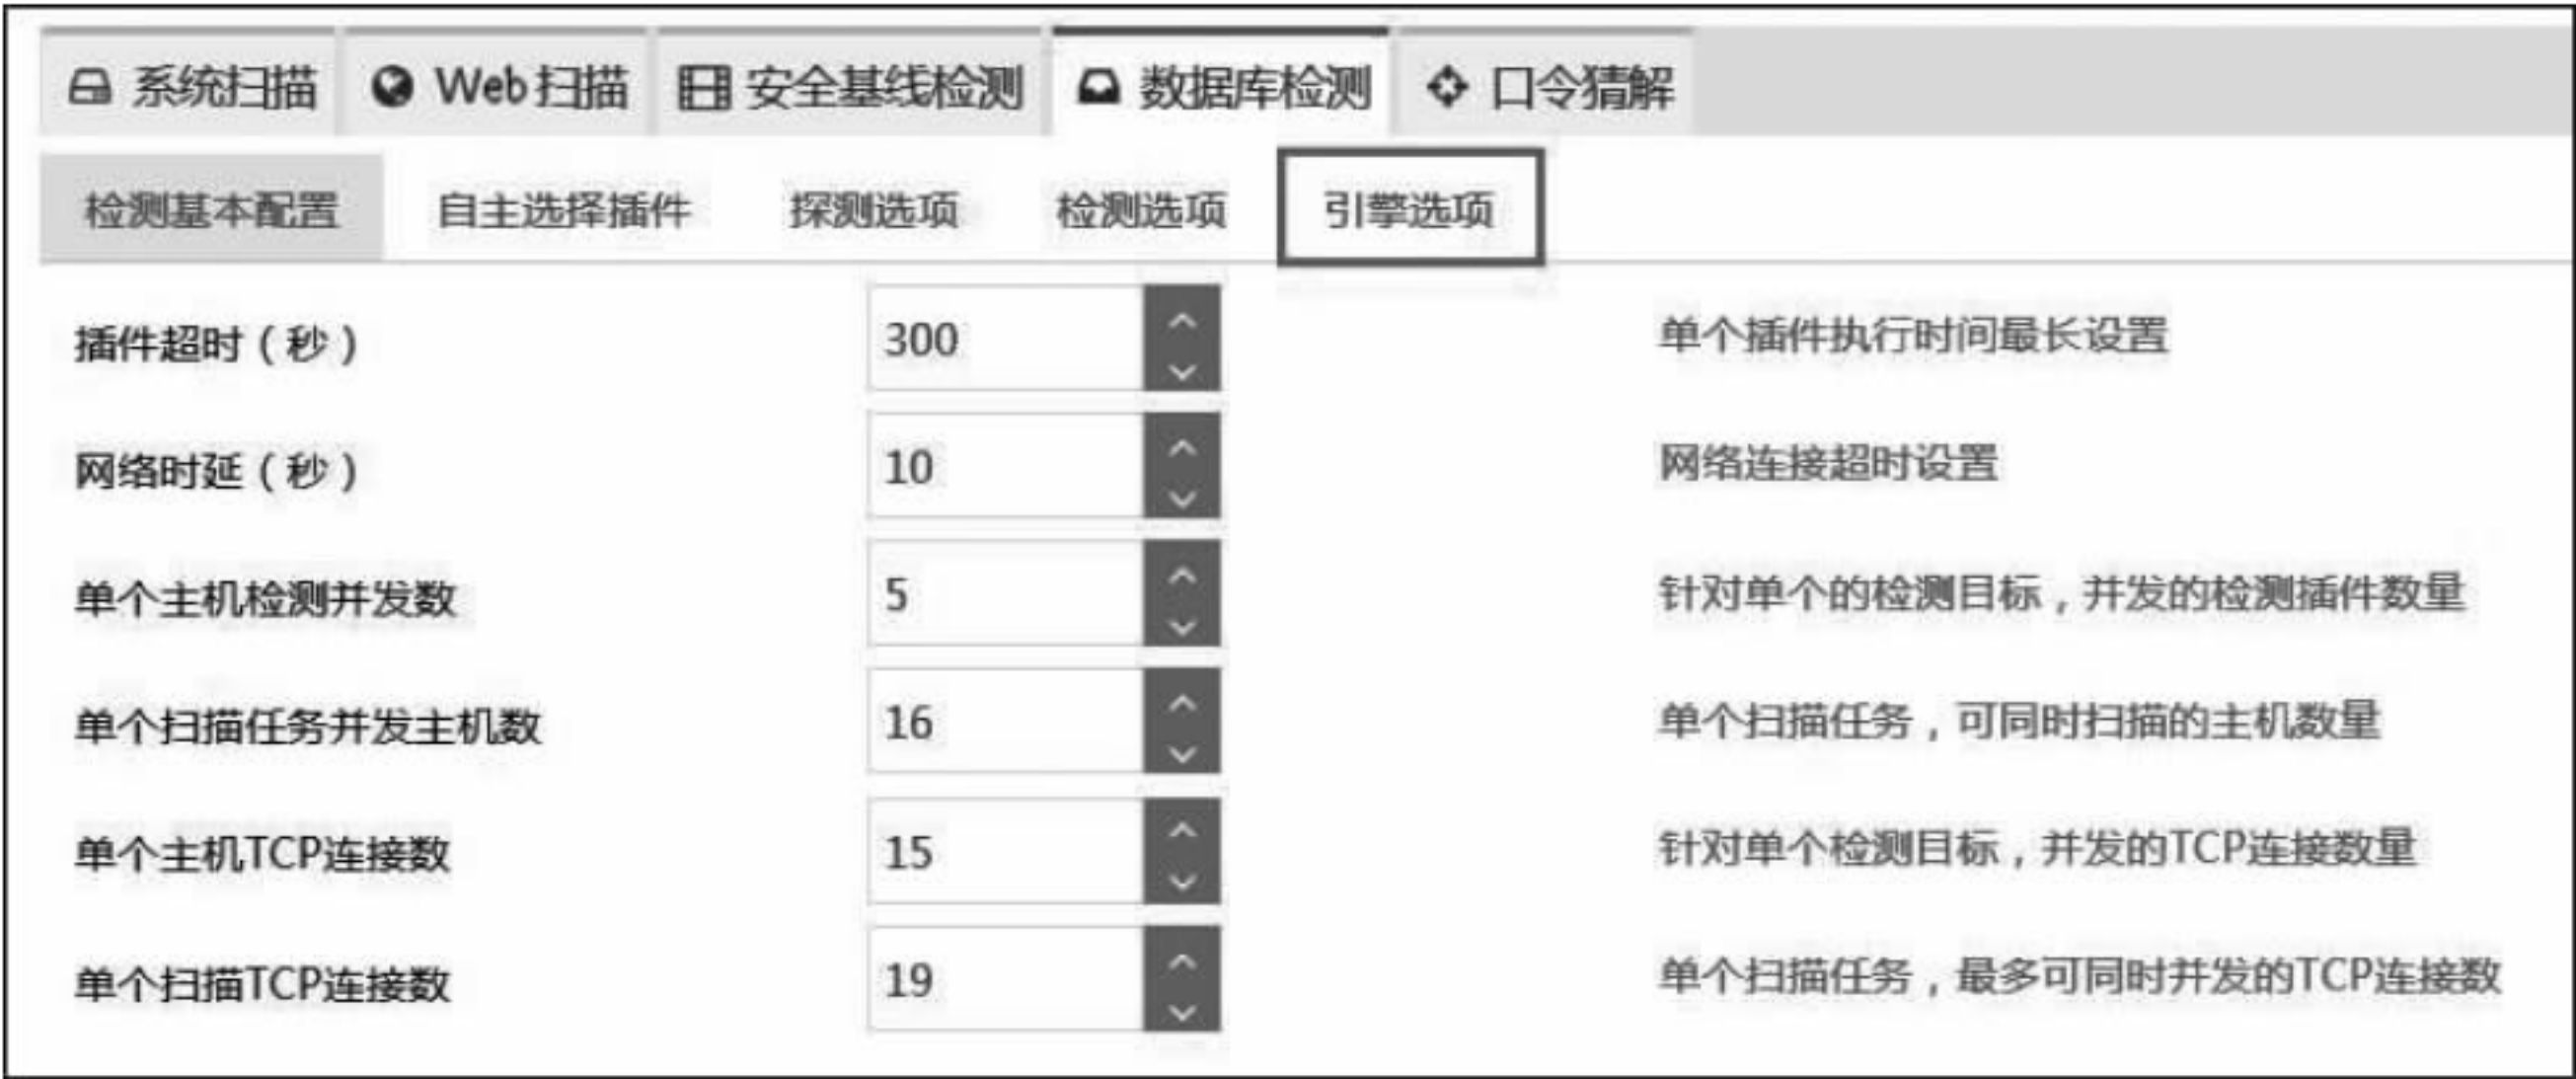 系统扫描 Web 扫描 安全基线检测 数据库检测 口令猜解
检测基本配置 自主选择插件 探测选项 检测选项 引擎选项
插件超时(秒) 300 单个插件执行时间最长设置
网络时延(秒) 10 网络连接超时设置
单个主机检测并发数 5 针对单个的检测目标,并发的检测插件数量
单个扫描任务并发主机数 16 单个扫描任务,可同时扫描的主机数量
单个主机TCP连接数 15 针对单个检测目标,并发的TCP连接数量
单个扫描TCP连接数 19 单个扫描任务,最多可同时并发的TCP连接数